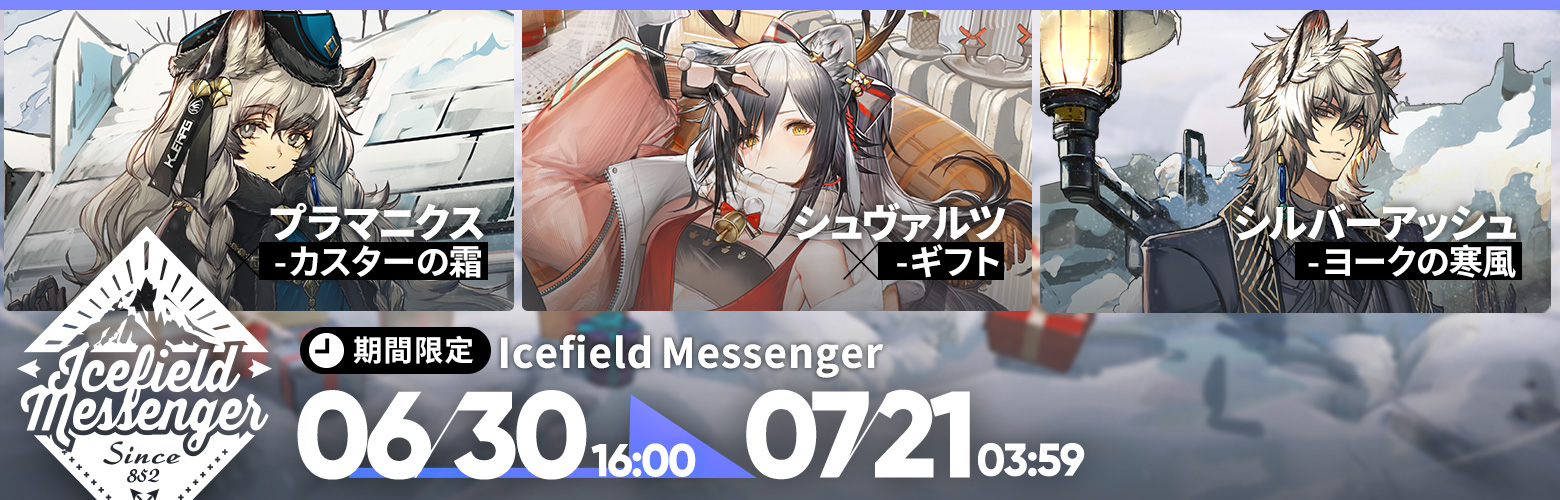 KJERAG
プラマニクス
-カスターの霜
シュヴァルツ
-ギフト
シルバーアッシュ
-ヨークの寒風
Icefield
Messenger
Since
852
期間限定 Icefield Messenger
06/30 16:00 07/21 03:59